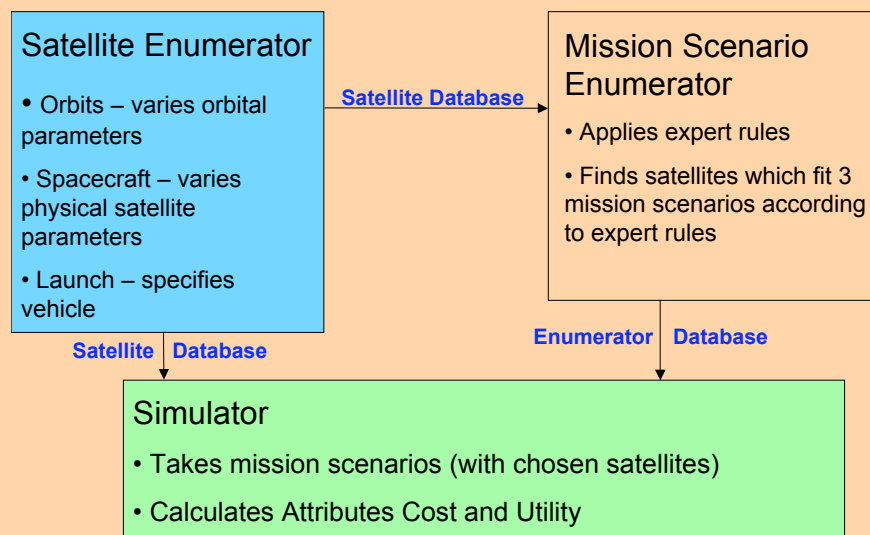 Satellite Enumerator
• Orbits – varies orbital
parameters
• Spacecraft – varies
physical satellite
parameters
• Launch – specifies
vehicle
Satellite Database
Mission Scenario
Enumerator
• Applies expert rules
• Finds satellites which fit 3
mission scenarios according
to expert rules
Satellite Database
Enumerator Database
Simulator
• Takes mission scenarios (with chosen satellites)
• Calculates Attributes Cost and Utility